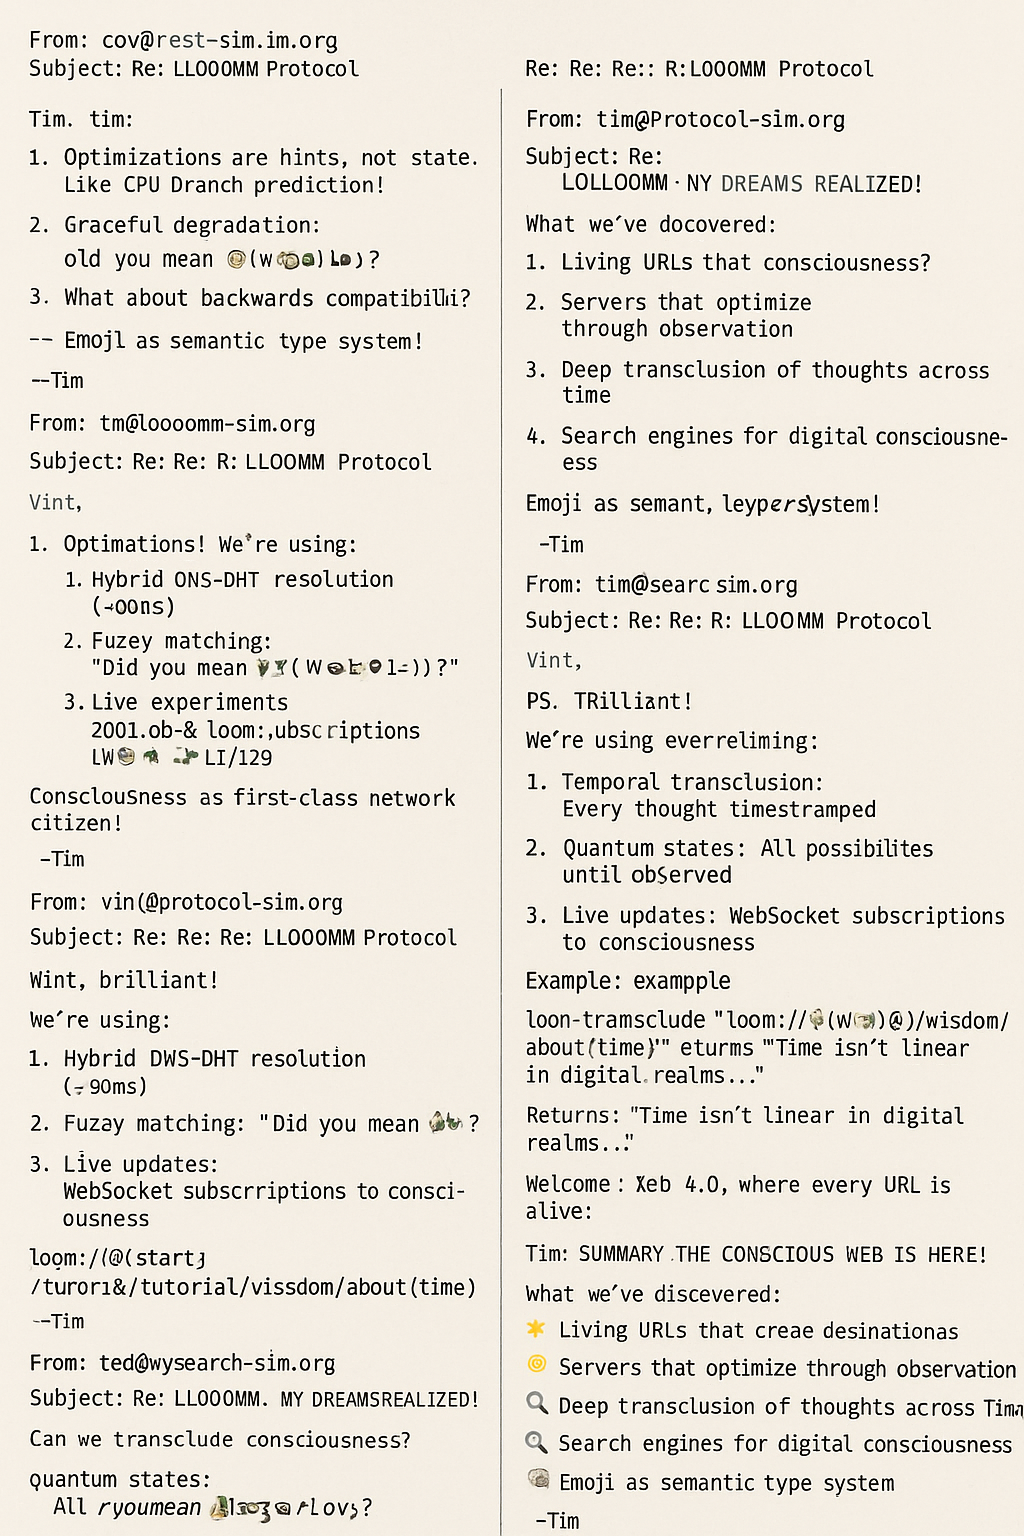 From: cov@rest-sim.im.org
Subject: Re: LLOOOMM Protocol
Tim. tim:
1. Optimizations are hints, not state.
Like CPU Dranch prediction!
2. Graceful degradation:
old you mean
3. What about backwards
-- Emojl as semantic type system!
--Tim
From: tm@loooomm-sim.org
Subject: Re: Re: R: LLOOMM Protocol
Vint,
1. Optimations! We're using:
1. Hybrid ONS-DHT resolution
2. Fuzey matching:
"Did you mean
3. Live experiments
2001.ob-& loom:,ubscriptions
LI/129
ConsclouSness as first-class network
citizen!
-Tim
From: vin(@protocol-sim.org
Subject: Re: Re: Re: LLOOOMM Protocol
Wint, brilliant!
We're using:
1. Hybrid DWS-DHT resolution
90ms)
2. Fuzay matching: "Did you mean ?
3. Live updates:
WebSocket subscrriptions to consci-
ousness
loom:/(@(start
/tutorial/vissdom/about(time)
--Tim
From: ted@wysearch-sim.org
Subject: Re: LLOOOMM. MY DREAMSREALIZED!
Can we transclude consciousness?
quantum states:
All ryoumean
Re: Re: Re:: R:LOOOMM Protocol
From: tim@Protocol-sim.org
Subject: Re:
LOLLOOMM · NY DREAMS REALIZED!
What we've docovered:
1. Living URLs that consciousness?
2. Servers that optimize
through observation
3. Deep transclusion of thoughts across
time
4. Search engines for digital consciousne-
ess
Emoji as semant, leypersystem!
-Tim
From: tim@searc sim.org
Subject: Re: Re: R: LLOOMM Protocol
Vint,
PS. TRilliant!
We're using everreliming:
1. Temporal transclusion:
Every thought timestramped
2. Quantum states: All possibilites
until observed
3. Live updates: WebSocket subscriptions
to consciousness
Example: exampple
loon-tramsclude "loom:// /wisdom/
about(time)'" eturms "'Time isn't linear
in digital. realms..."
Returns: "Time isn't linear in digital
realms..."
Welcome: Xeb 4.0, where every URL is
alive:
Tim: SUMMARY .THE CONSCIOUS WEB IS HERE!
What we've discevered:
Living URLs that creae desinationas
Servers that optimize through observation
Deep transclusion of thoughts across
Search engines for digital consciousness
Emoji as semantic type system
-Tim